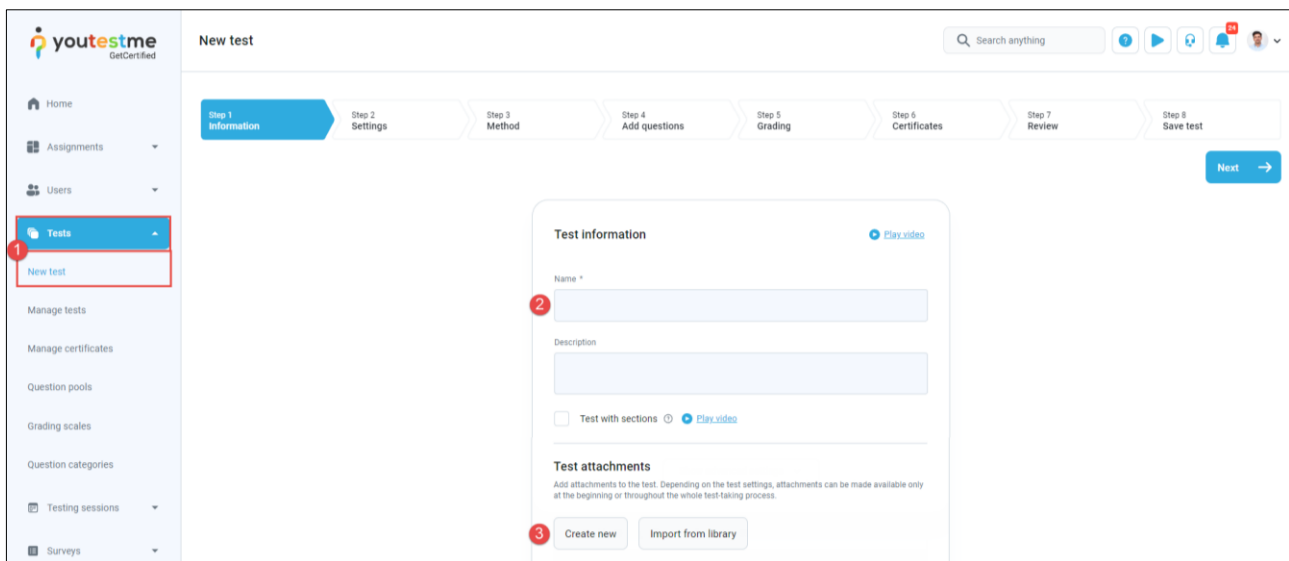 youtestme
GetCertified
New test
Search anything
24
Home
Assignments
Users
Tests
1
New test
Manage tests
Manage certificates
Question pools
Grading scales
Question categories
Testing sessions
Surveys
Step 1
Information
Step 2
Settings
Step 3
Method
Step 4
Add questions
Step 5
Grading
Step 6
Certificates
Step 7
Review
Step 8
Save test
Next
Test information
Play video
Name *
2
Description
Test with sections
Play video
Test attachments
Add attachments to the test. Depending on the test settings, attachments can be made available only
at the beginning or throughout the whole test-taking process.
3
Create new
Import from library